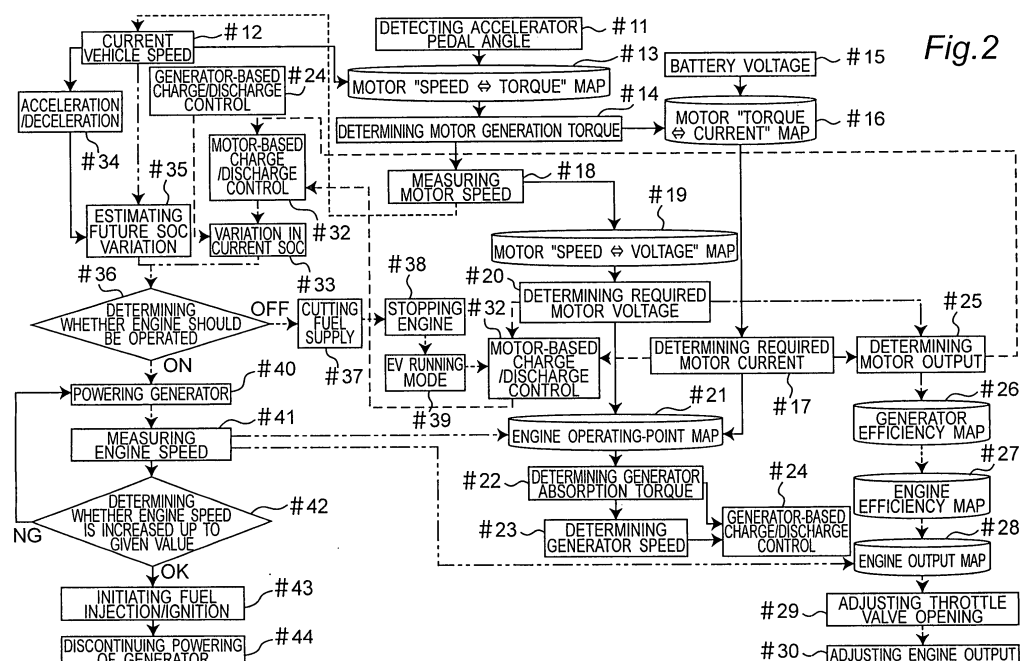 Fig.2
#11
DETECTING ACCELERATOR
PEDAL ANGLE
#12
CURRENT
VEHICLE SPEED
#13
MOTOR "SPEED ⇔ TORQUE" MAP
#15
BATTERY VOLTAGE
#24
GENERATOR-BASED
CHARGE/DISCHARGE
CONTROL
#14
DETERMINING MOTOR GENERATION TORQUE
#16
MOTOR "TORQUE
⇔ CURRENT" MAP
ACCELERATION
/DECELERATION
#34
MOTOR-BASED
CHARGE
/DISCHARGE
CONTROL
#32
#18
MEASURING
MOTOR SPEED
#35
ESTIMATING
FUTURE SOC
VARIATION
VARIATION IN
CURRENT SOC
#33
#19
MOTOR "SPEED ⇔ VOLTAGE" MAP
#36
DETERMINING
WHETHER ENGINE SHOULD
BE OPERATED
OFF
ON
CUTTING
FUEL
SUPPLY
#37
#38
STOPPING
ENGINE
EV RUNNING
MODE
#39
#20
DETERMINING REQUIRED
MOTOR VOLTAGE
#32
MOTOR-BASED
CHARGE
/DISCHARGE
CONTROL
DETERMINING REQUIRED
MOTOR CURRENT
#17
#25
DETERMINING
MOTOR OUTPUT
#40
POWERING GENERATOR
#21
ENGINE OPERATING-POINT MAP
#26
GENERATOR
EFFICIENCY MAP
#41
MEASURING
ENGINE SPEED
#22
DETERMINING GENERATOR
ABSORPTION TORQUE
#27
ENGINE
EFFICIENCY MAP
#42
DETERMINING
WHETHER ENGINE SPEED
IS INCREASED UP TO
GIVEN VALUE
NG
OK
#23
DETERMINING
GENERATOR SPEED
#24
GENERATOR-BASED
CHARGE/DISCHARGE
CONTROL
#28
ENGINE OUTPUT MAP
#43
INITIATING FUEL
INJECTION/IGNITION
#29
ADJUSTING THROTTLE
VALVE OPENING
#44
DISCONTINUING POWERING
OF GENERATOR
#30
ADJUSTING ENGINE OUTPUT